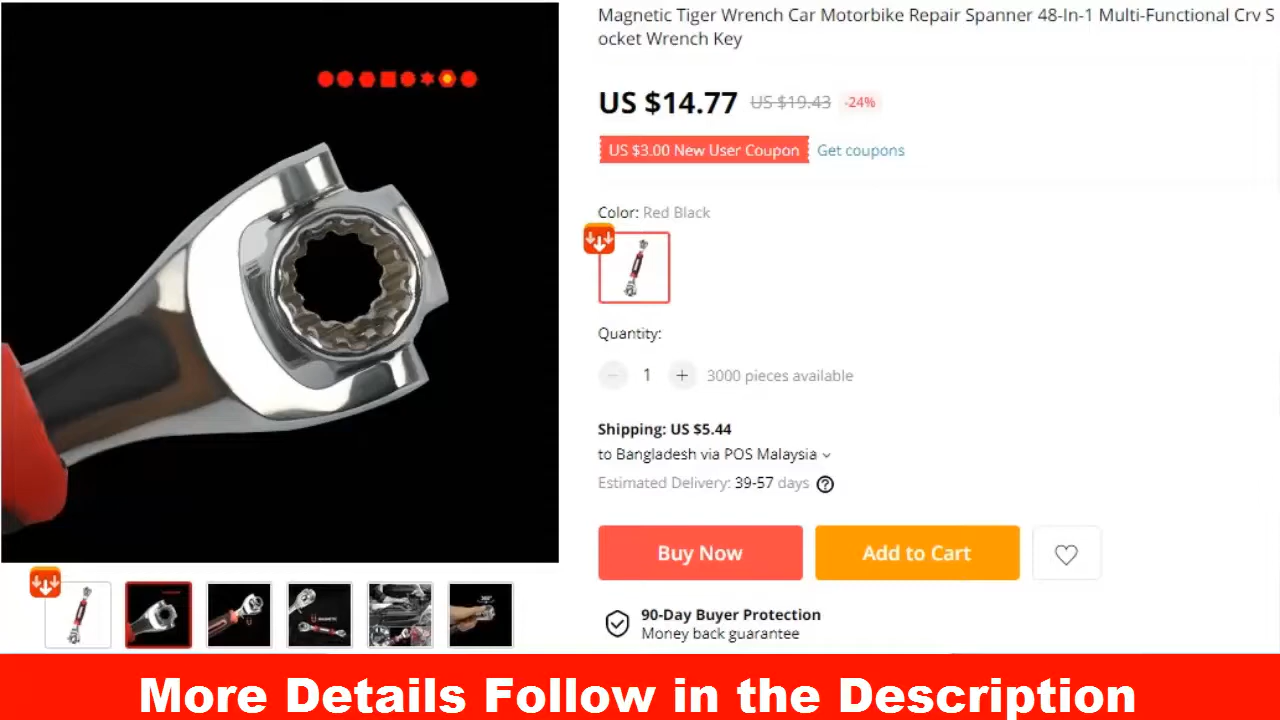 Magnetic Tiger Wrench Car Motorbike Repair Spanner 48-In-1 Multi-Functional Crv S
ocket Wrench Key
US $14.77 US $19.43 -24%
US $3.00 New User Coupon Get coupons
Color: Red Black
Quantity:
1 3000 pieces available
Shipping: US $5.44
to Bangladesh via POS Malaysia
Estimated Delivery: 39-57 days
Buy Now Add to Cart
90-Day Buyer Protection
Money back guarantee
More Details Follow in the Description